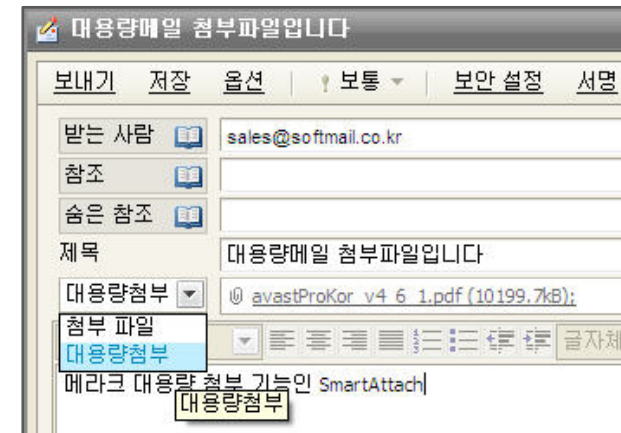 대용량메일 첨부파일입니다
보내기 저장 옵션 보통 보안 설정 서명
받는 사람 sales@softmail.co.kr
참조
숨은 참조
제목 대용량메일 첨부파일입니다
대용량첨부 avastProKor_v4_6_1.pdf (10199.7kB);
첨부 파일
대용량첨부
글자체
메라크 대용량 첨부 기능인 SmartAttach
대용량첨부